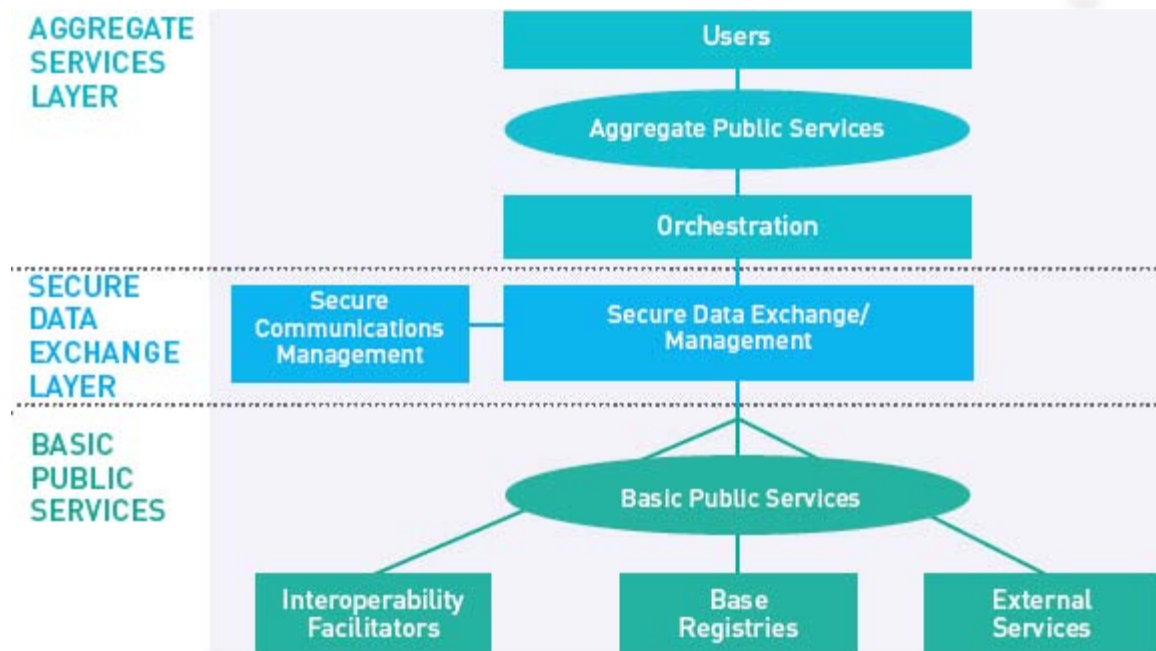 AGGREGATE
SERVICES
LAYER
Users
Aggregate Public Services
Orchestration
SECURE
DATA
EXCHANGE
LAYER
Secure
Communications
Management
Secure Data Exchange/
Management
BASIC
PUBLIC
SERVICES
Basic Public Services
Interoperability
Facilitators
Base
Registries
External
Services